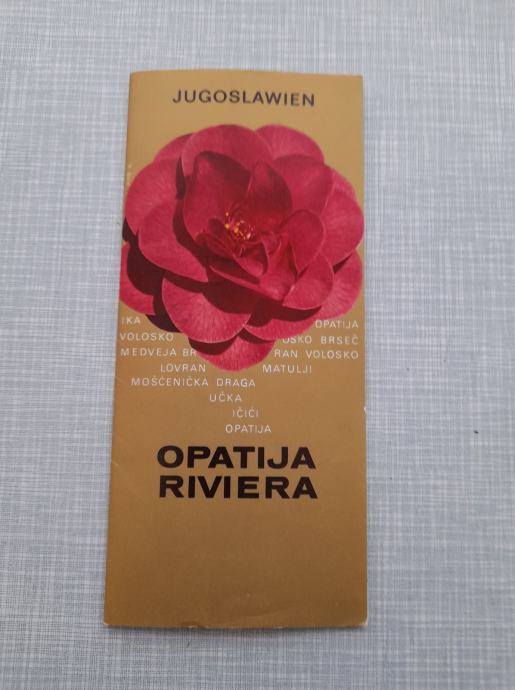 JUGOSLAWIEN
IKA OPATIJA
VOLOSKO OSKO BRSEČ
MEDVEJA BR RAN VOLOSKO
LOVRAN MATULJI
MOŠĆENIČKA DRAGA
UČKA
IČIĆI
OPATIJA
OPATIJA
RIVIERA